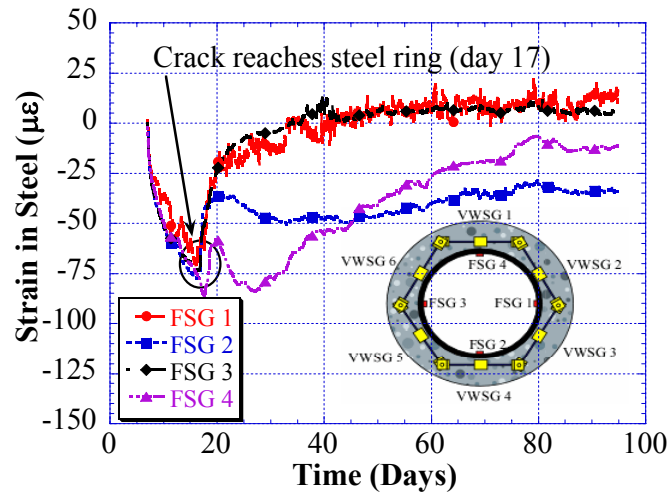 50
25
0
-25
-50
-75
-100
-125
-150
Strain in Steel (με)
Crack reaches steel ring (day 17)
FSG 1
FSG 2
FSG 3
FSG 4
VWSG 1
VWSG 6
VWSG 2
FSG 4
FSG 3
FSG 1
FSG 2
VWSG 5
VWSG 3
VWSG 4
0
20
40
60
80
100
Time (Days)